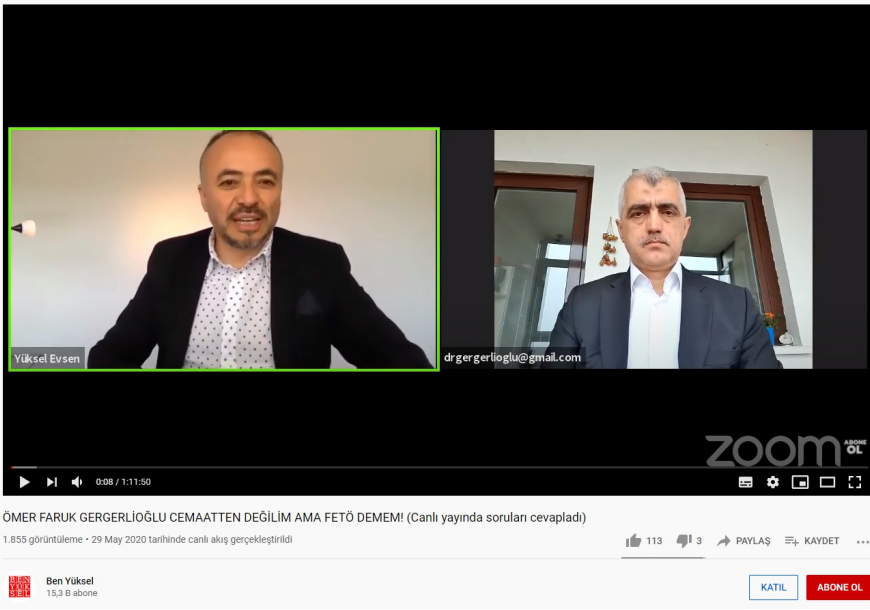 Yüksel Evsen
drgergerlioglu@gmail.com
zoom
ABONE
OL
0:08 / 1:11:50
ÖMER FARUK GERGERLİOĞLU CEMAATTEN DEĞİLİM AMA FETÖ DEMEM! (Canlı yayında soruları cevapladı)
1.855 görüntüleme • 29 May 2020 tarihinde canlı akış gerçekleştirildi
113
3
PAYLAŞ
KAYDET
BEN
YÜK
SEL
Ben Yüksel
15,3 B abone
KATIL
ABONE OL